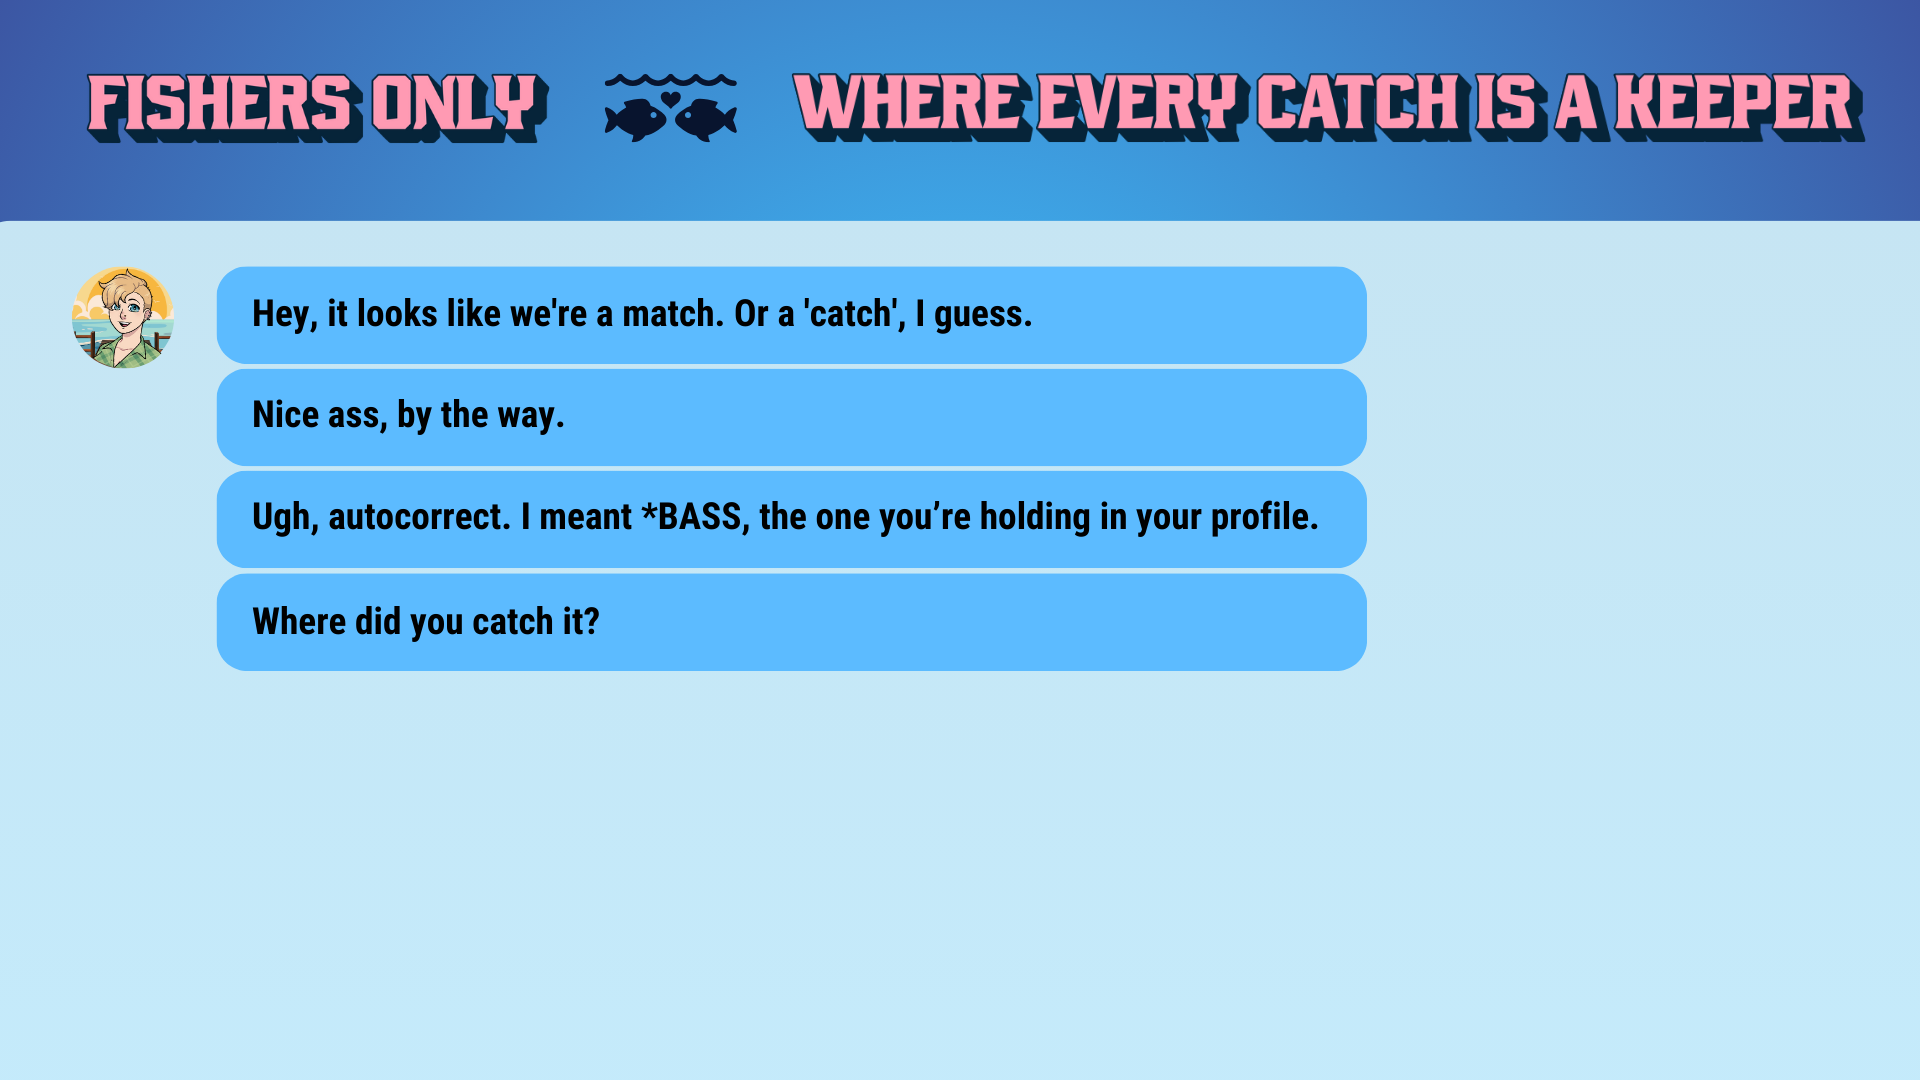 FISHERS ONLY WHERE EVERY CATCH IS A KEEPER
Hey, it looks like we're a match. Or a 'catch', I guess.
Nice ass, by the way.
Ugh, autocorrect. I meant *BASS, the one you’re holding in your profile.
Where did you catch it?